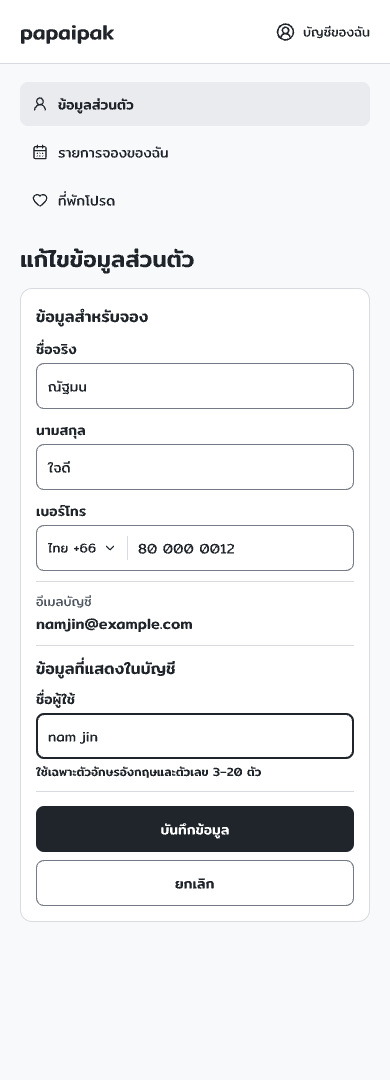 papaipak
บัญชีของฉัน
ข้อมูลส่วนตัว
รายการจองของฉัน
ที่พักโปรด
แก้ไขข้อมูลส่วนตัว
ข้อมูลสำหรับจอง
ชื่อจริง
ณัฐมน
นามสกุล
ใจดี
เบอร์โทร
ไทย +66 80 000 0012
อีเมลบัญชี
namjin@example.com
ข้อมูลที่แสดงในบัญชี
ชื่อผู้ใช้
nam jin
ใช้เฉพาะตัวอักษรอังกฤษและตัวเลข 3–20 ตัว
บันทึกข้อมูล
ยกเลิก